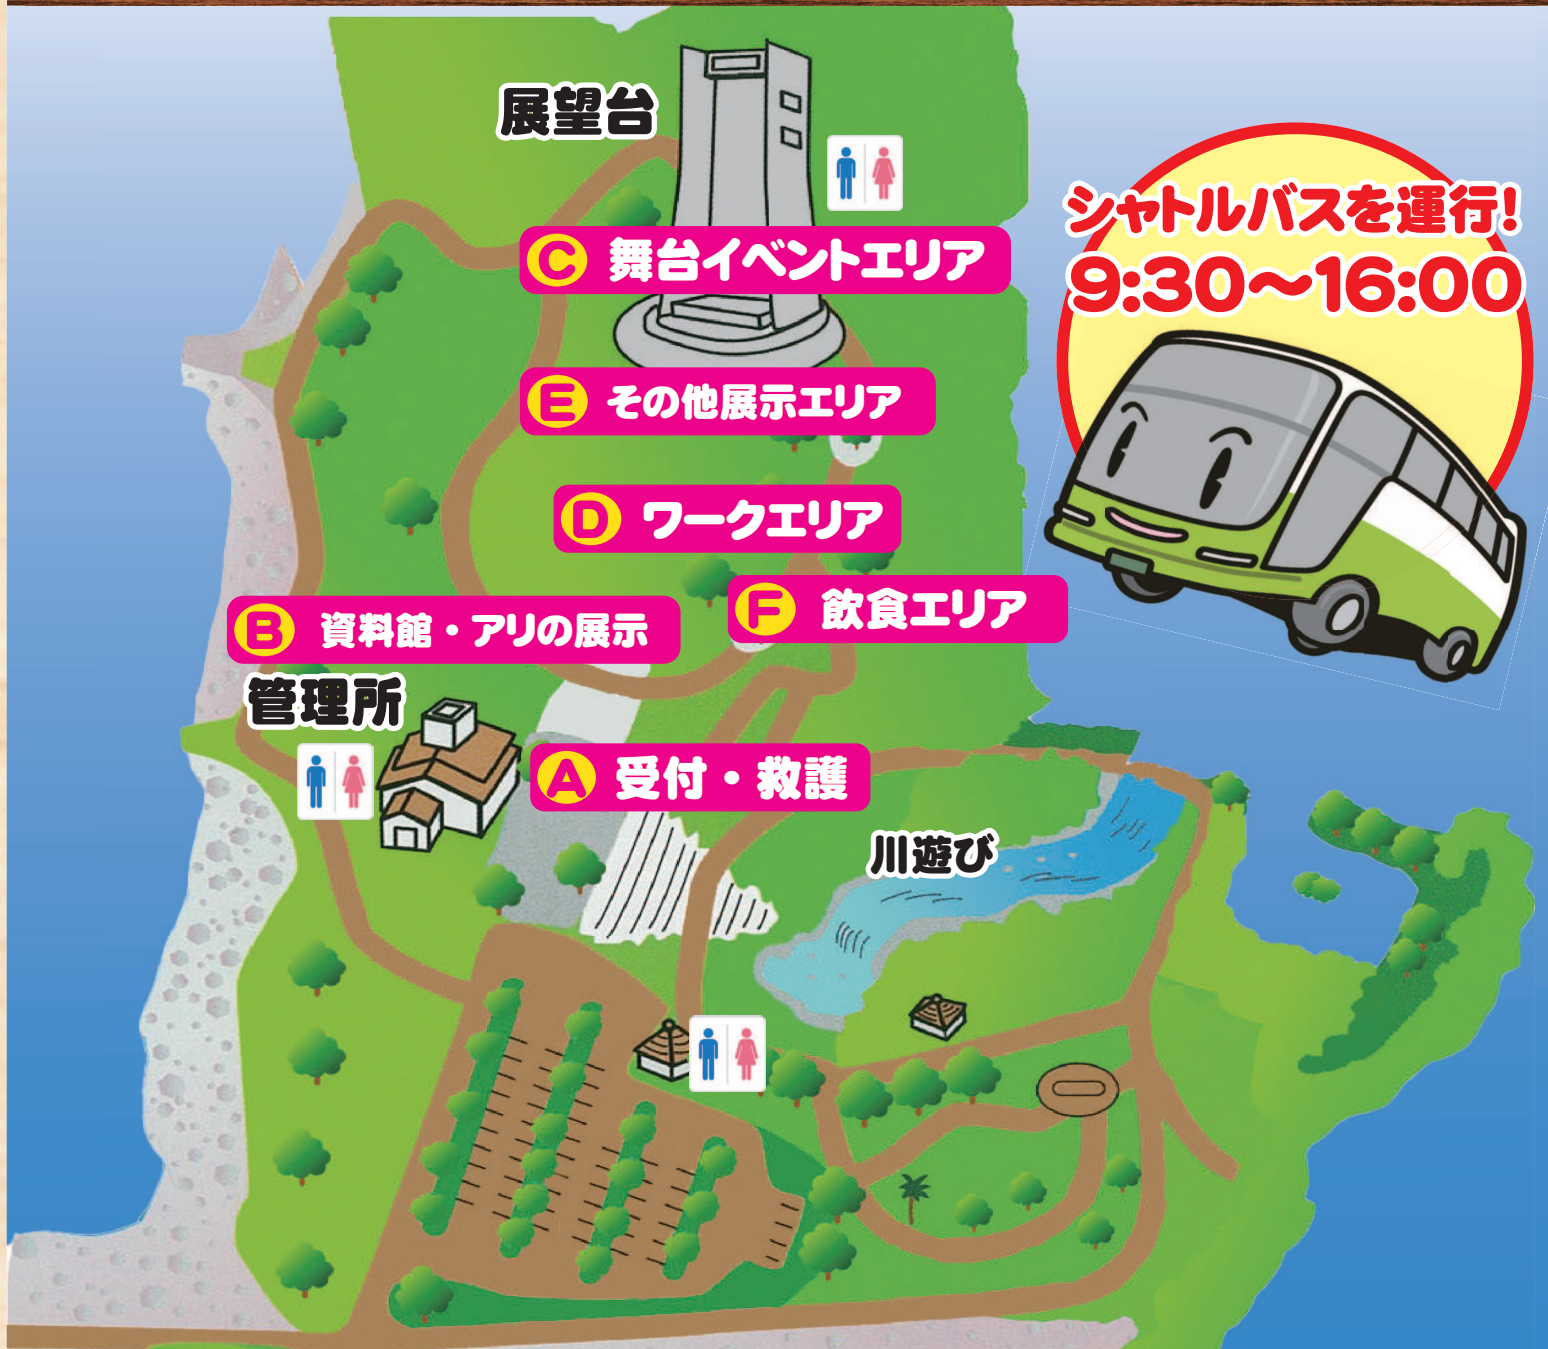 展望台
シャトルバスを運行!
9:30〜16:00
C 舞台イベントエリア
E その他展示エリア
D ワークエリア
F 飲食エリア
B 資料館・アリの展示
管理所
A 受付・救護
川遊び